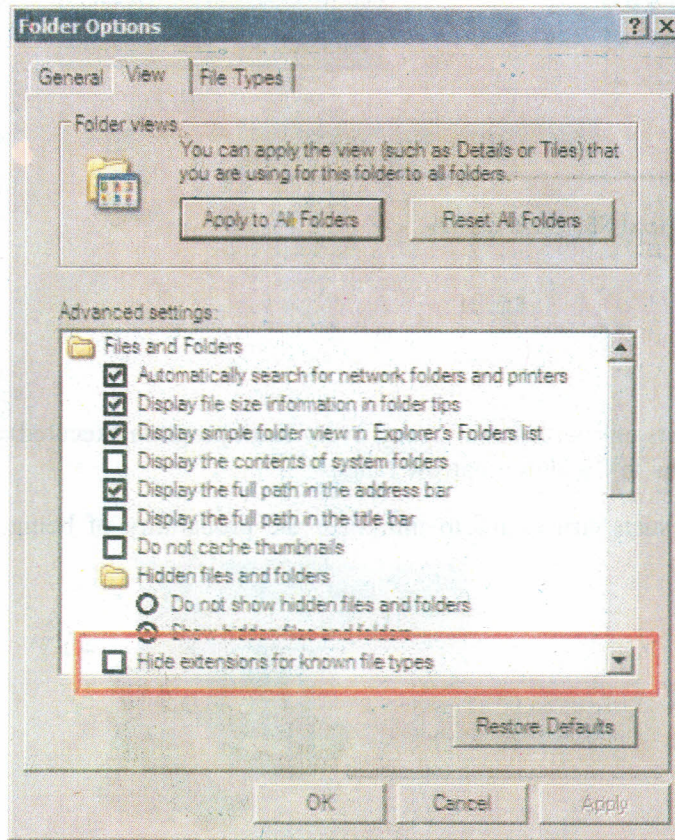 Folder Options
General View File Types
Folder views
You can apply the view (such as Details or Tiles) that
you are using for this folder to all folders.
Apply to All Folders Reset All Folders
Advanced settings:
Files and Folders
Automatically search for network folders and printers
Display file size information in folder tips
Display simple folder view in Explorer's Folders list
Display the contents of system folders
Display the full path in the address bar
Display the full path in the title bar
Do not cache thumbnails
Hidden files and folders
Do not show hidden files and folders
Show hidden files and folders
Hide extensions for known file types
Restore Defaults
OK Cancel Apply